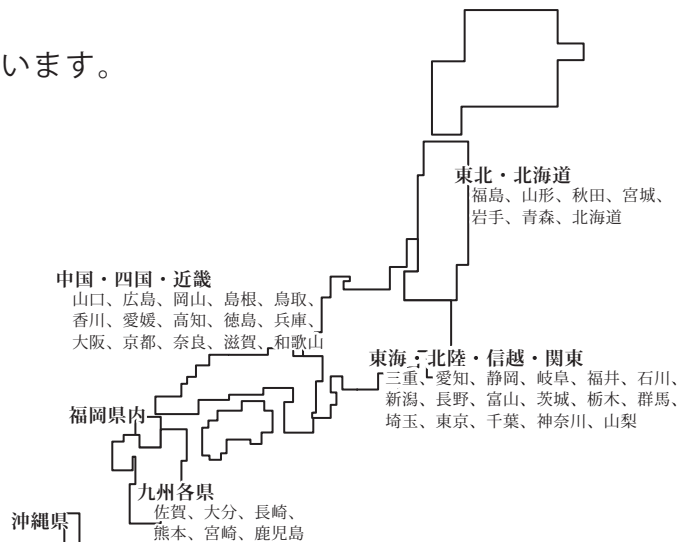 います。
東北・北海道
福島、山形、秋田、宮城、
岩手、青森、北海道
中国・四国・近畿
山口、広島、岡山、島根、鳥取、
香川、愛媛、高知、徳島、兵庫、
大阪、京都、奈良、滋賀、和歌山
東海・北陸・信越・関東
三重、愛知、静岡、岐阜、福井、石川、
新潟、長野、富山、茨城、栃木、群馬、
埼玉、東京、千葉、神奈川、山梨
福岡県内
九州各県
佐賀、大分、長崎、
熊本、宮崎、鹿児島
沖縄県